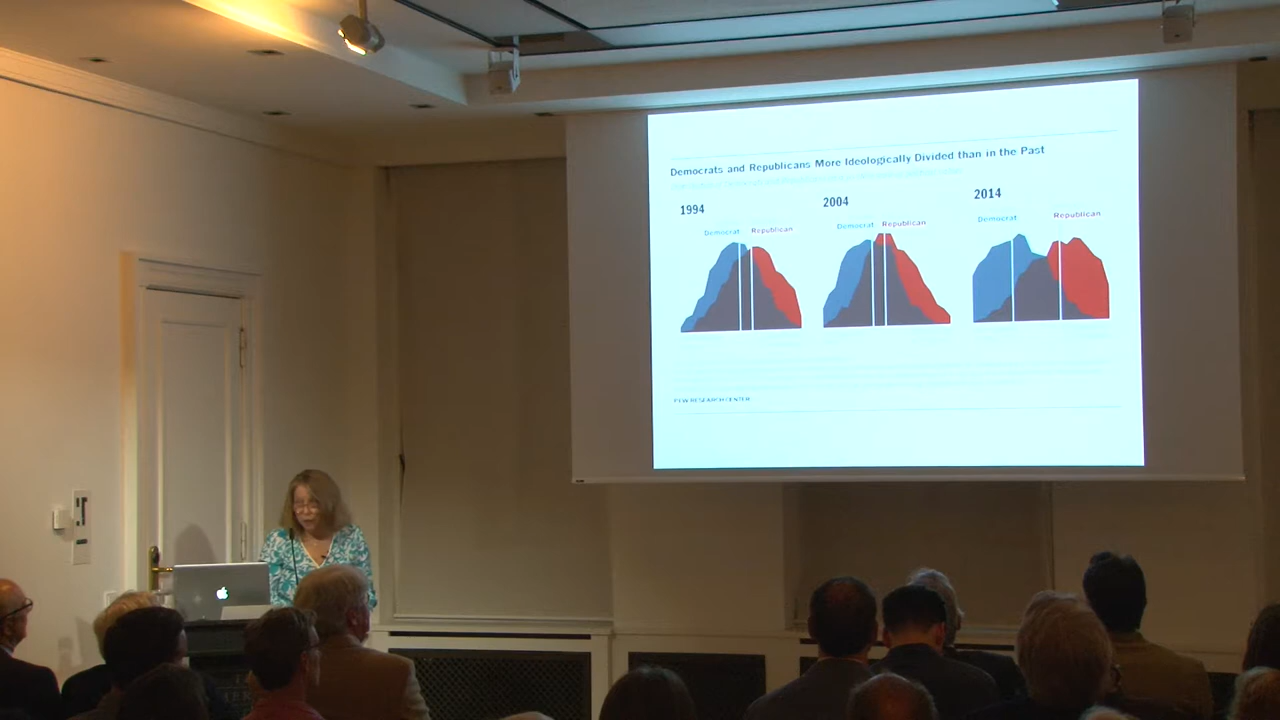 Democrats and Republicans More Ideologically Divided than in the Past
1994
2004
2014
Democrat
Republican
Democrat
Republican
Democrat
Republican
PEW RESEARCH CENTER